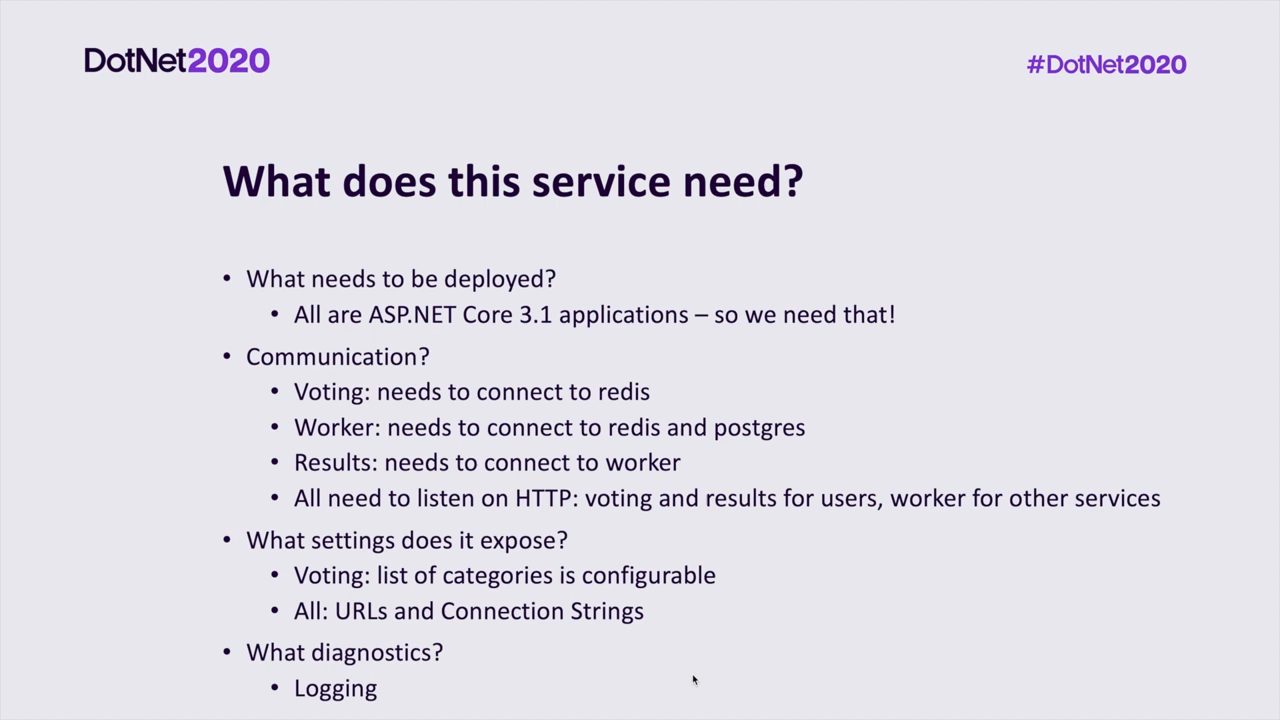 DotNet2020
#DotNet2020
What does this service need?
• What needs to be deployed?
• All are ASP.NET Core 3.1 applications – so we need that!
• Communication?
• Voting: needs to connect to redis
• Worker: needs to connect to redis and postgres
• Results: needs to connect to worker
• All need to listen on HTTP: voting and results for users, worker for other services
• What settings does it expose?
• Voting: list of categories is configurable
• All: URLs and Connection Strings
• What diagnostics?
• Logging